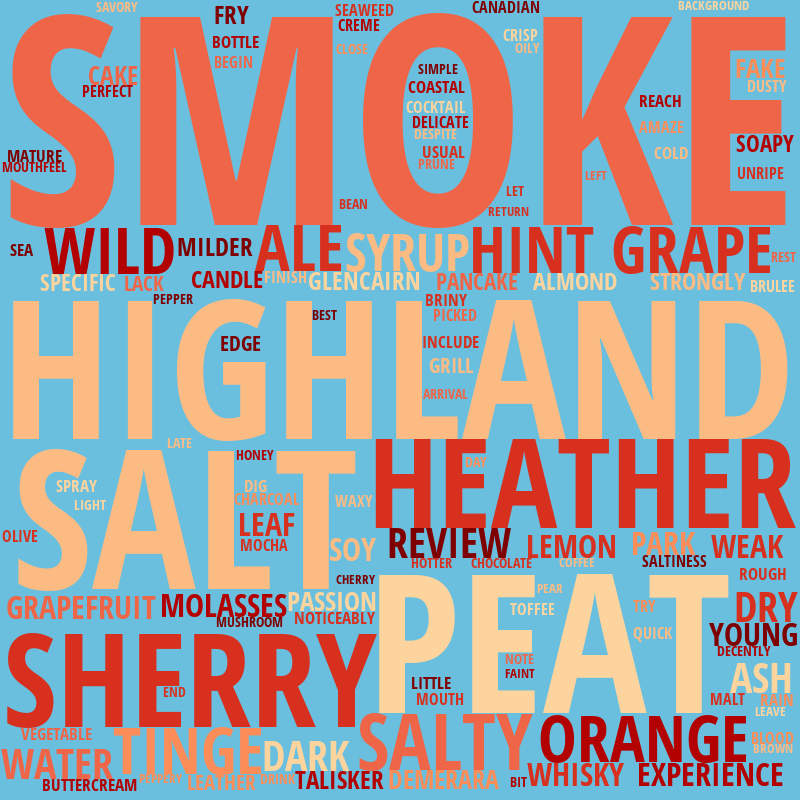 SAVORY
FRY
SEAWEED
CANADIAN
BACKGROUND
SMOKE
CREME
CRISP
BOTTLE
CLOSE
OILY
BEGIN
CAKE
PERFECT
SIMPLE
COASTAL
COCKTAIL
DELICATE
DESPITE
USUAL
PRUNE
FAKE
DUSTY
REACH
AMAZE
COLD
SOAPY
UNRIPE
MATURE
MOUTHFEEL
LEFT
LET
BEAN
RETURN
SEA
WILD
MILDER
ALE
SYRUP
HINT
GRAPE
REST
SPECIFIC
LACK
CANDLE
FINISH
GLENCAIRN
PANCAKE
ALMOND
STRONGLY
BRULEE
PEPPER
BRINY
BEST
PICKED
HIGHLAND
EDGE
INCLUDE
GRILL
ARRIVAL
LATE
HEATHER
SALT
HONEY
DAY
SPRAY
DIG
LIGHT
CHARCOAL
WAXY
LEAF
OLIVE
MOCHA
SOY
REVIEW
LEMON
PARK
WEAK
HOTTER
CHOCOLATE
COFFEE
SALTINESS
CHERRY
ROUGH
PEAT
PEAR
GRAPEFRUIT
MOLASSES
PASSION
TOFFEE
TRY
DRY
MUSHROOM
NOTICEABLY
QUICK
YOUNG
SHERRY
DECENTLY
NOTE
FAINT
ASH
LITTLE
END
MOUTH
MALT
RAIN
LEAVE
VEGETABLE
TINGE
DARK
SALTY
ORANGE
BLOOD
BROWN
WATER
BUTTERCREAM
PEPPERY
LEATHER
DRINK
TALISKER
DEMERARA
BIT
WHISKY
EXPERIENCE